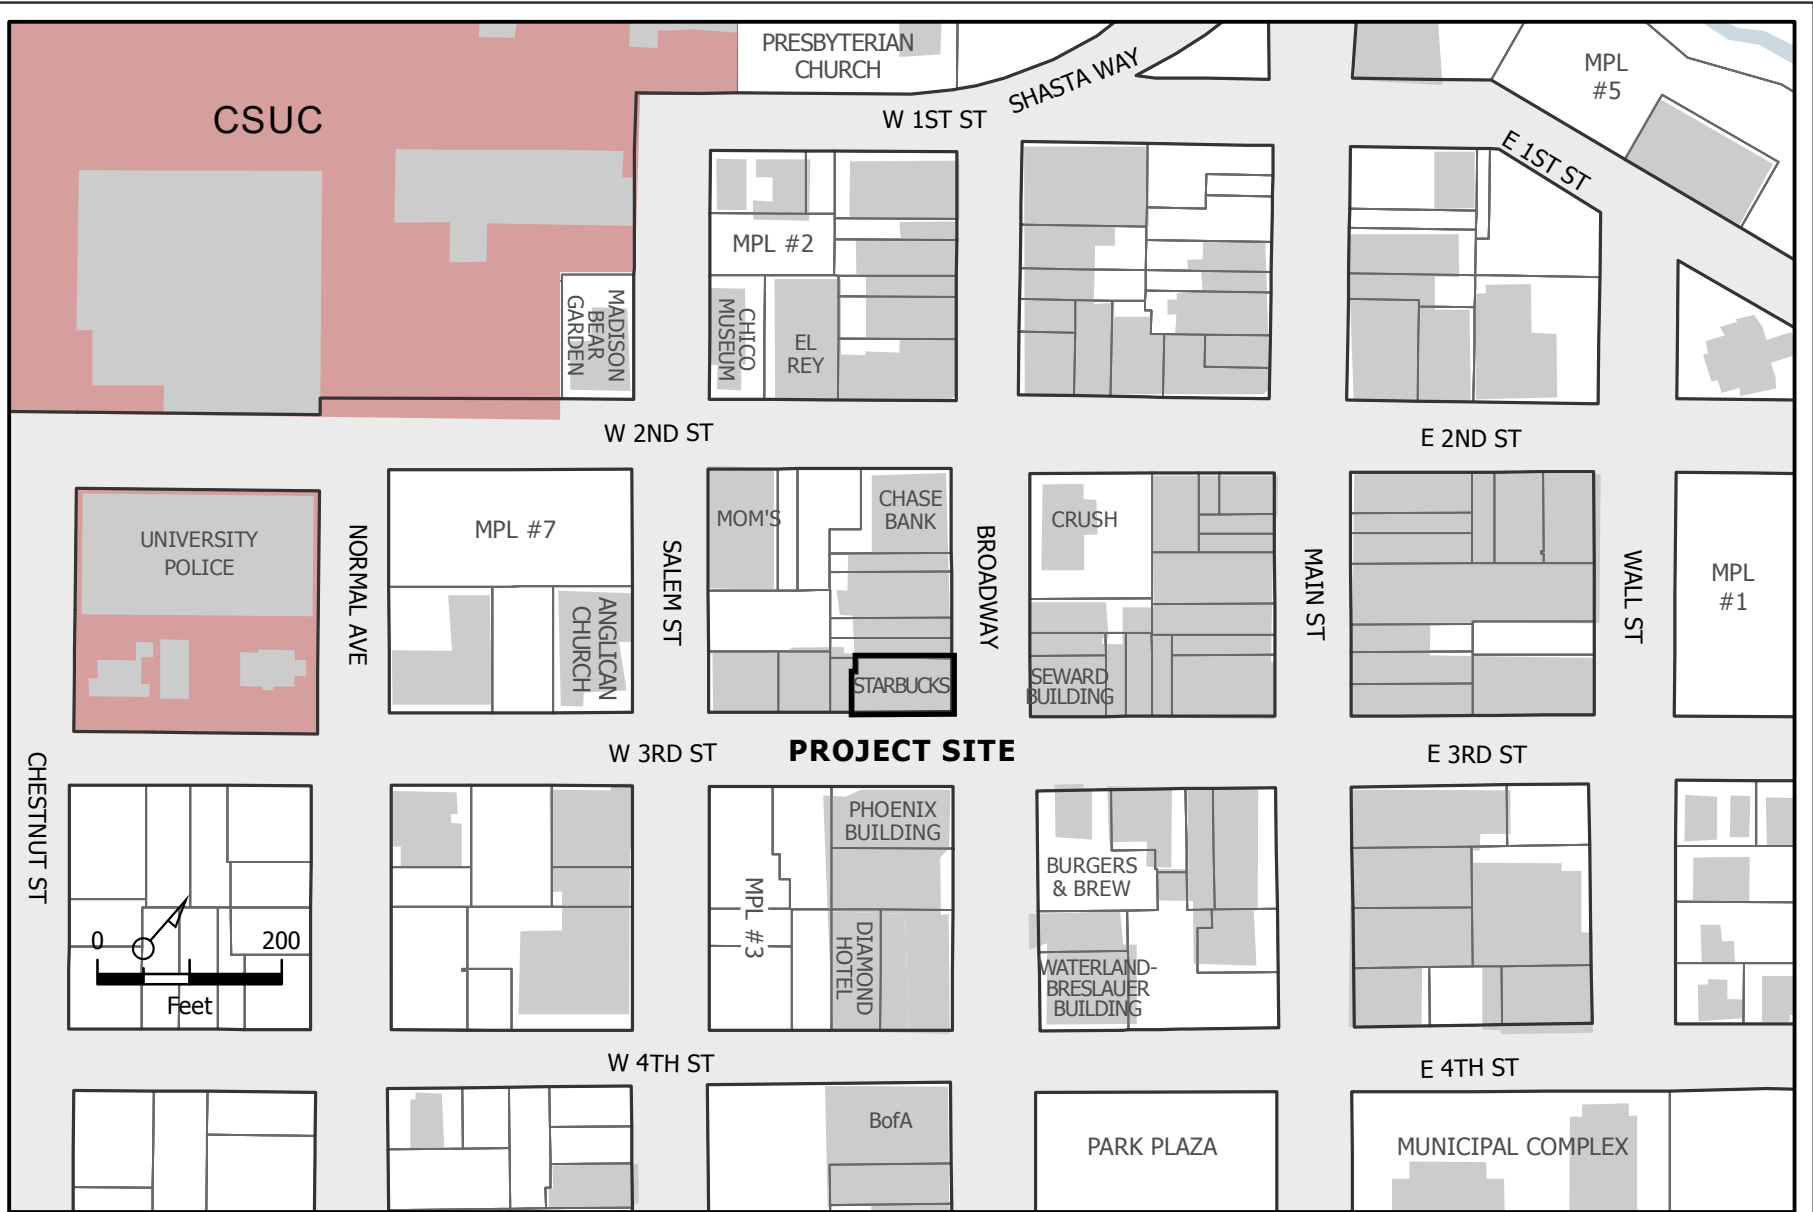 PRESBYTERIAN
CHURCH
SHASTA WAY
MPL
#5
CSUC
W 1ST ST
E 1ST ST
MPL #2
MADISON
BEAR
GARDEN
CHICO
MUSEUM
EL
REY
W 2ND ST
E 2ND ST
UNIVERSITY
POLICE
NORMAL AVE
MPL #7
ANGLICAN
CHURCH
SALEM ST
MOM'S
CHASE
BANK
STARBUCKS
BROADWAY
CRUSH
SEWARD
BUILDING
MAIN ST
WALL ST
MPL
#1
CHESTNUT ST
W 3RD ST
PROJECT SITE
E 3RD ST
PHOENIX
BUILDING
MPL #3
DIAMOND
HOTEL
BURGERS
& BREW
WATERLAND-
BRESLAUER
BUILDING
0
200
Feet
W 4TH ST
E 4TH ST
BofA
PARK PLAZA
MUNICIPAL COMPLEX